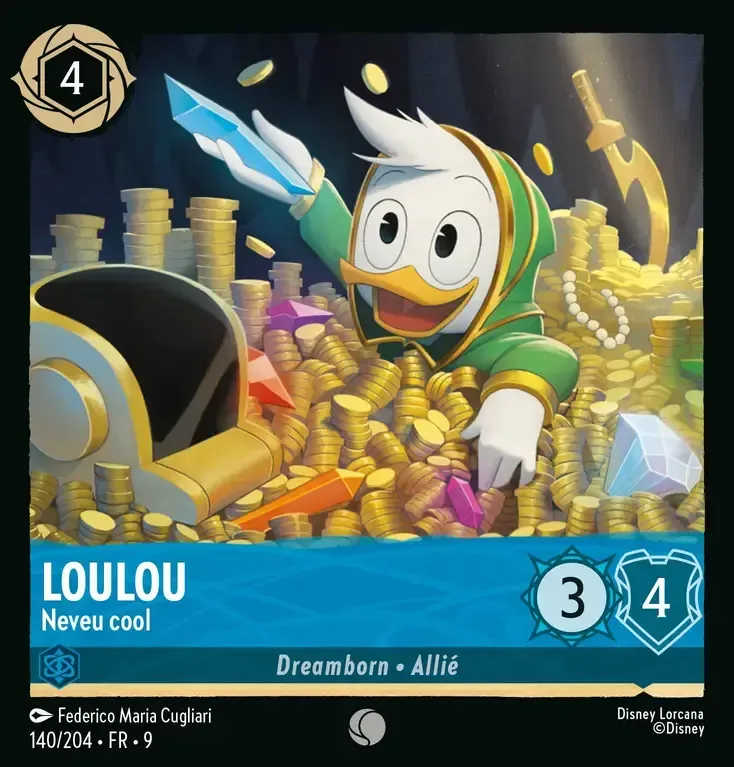 4
LOULOU
Neveu cool
3
4
Dreamborn • Allié
Federico Maria Cugliari
140/204 • FR • 9
Disney Lorcana
©Disney